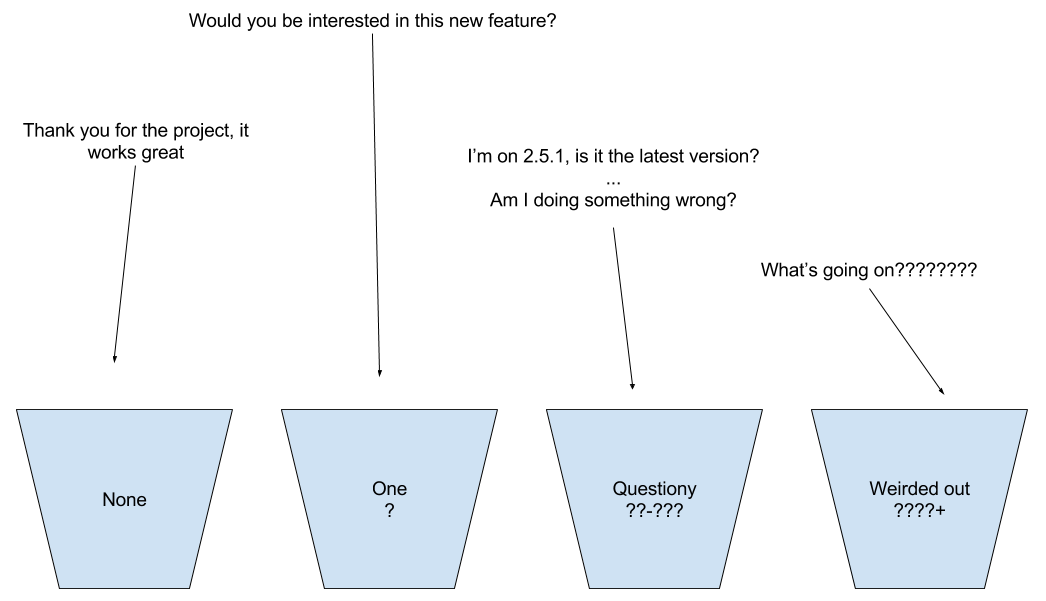 Would you be interested in this new feature?
Thank you for the project, it
works great
I'm on 2.5.1, is it the latest version?
...
Am I doing something wrong?
What's going on????????
None
One
?
Questiony
??-???
Weirded out
????+